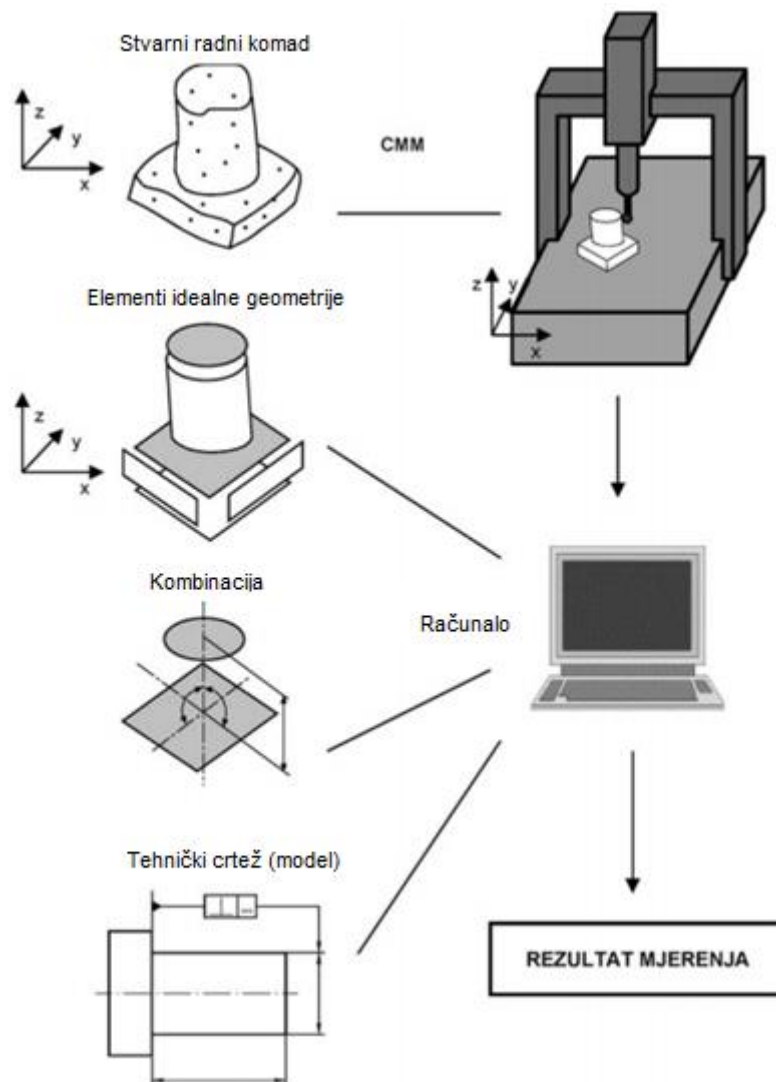 Stvarni radni komad
z
y
x
CMM
z
y
x
Elementi idealne geometrije
z
y
x
Kombinacija
Računalo
Tehnički crtež (model)
REZULTAT MJERENJA